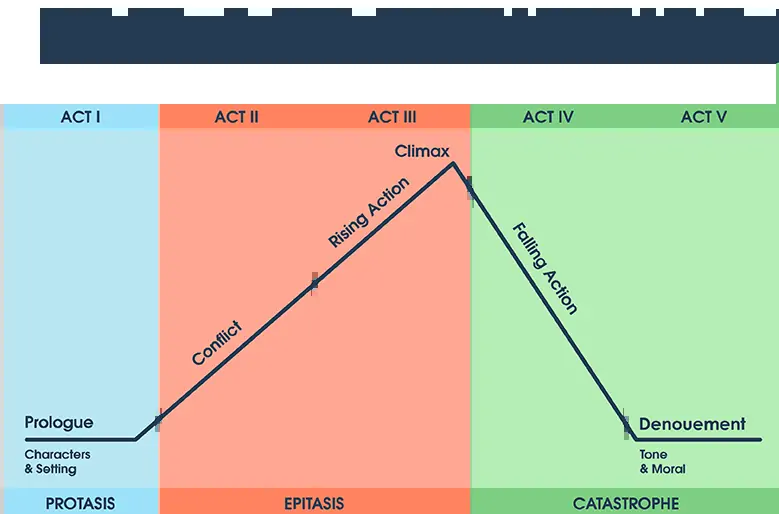 ACT I
ACT II
ACT III
ACT IV
ACT V
Climax
Rising Action
Falling Action
Conflict
Prologue
Characters
& Setting
Denouement
Tone
& Moral
PROTASIS
EPITASIS
CATASTROPHE